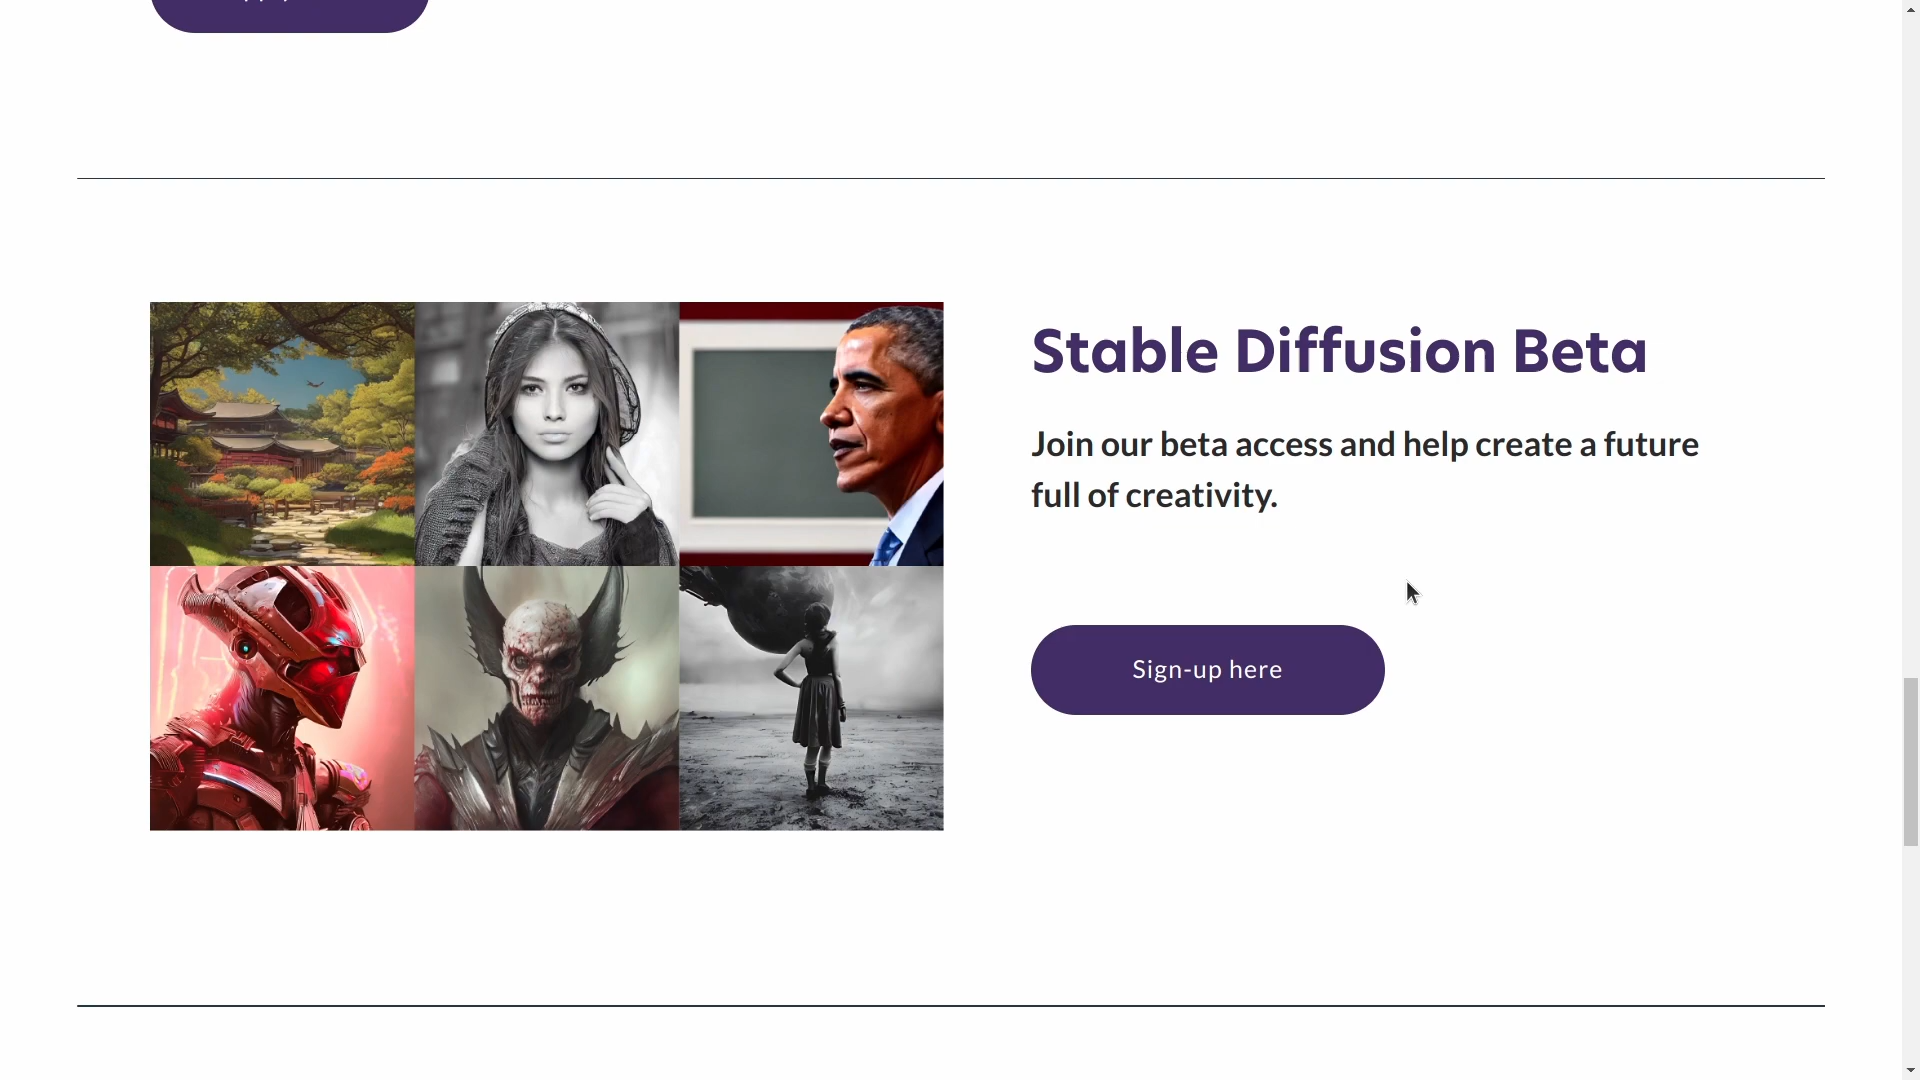 Stable Diffusion Beta
Join our beta access and help create a future
full of creativity.
Sign-up here